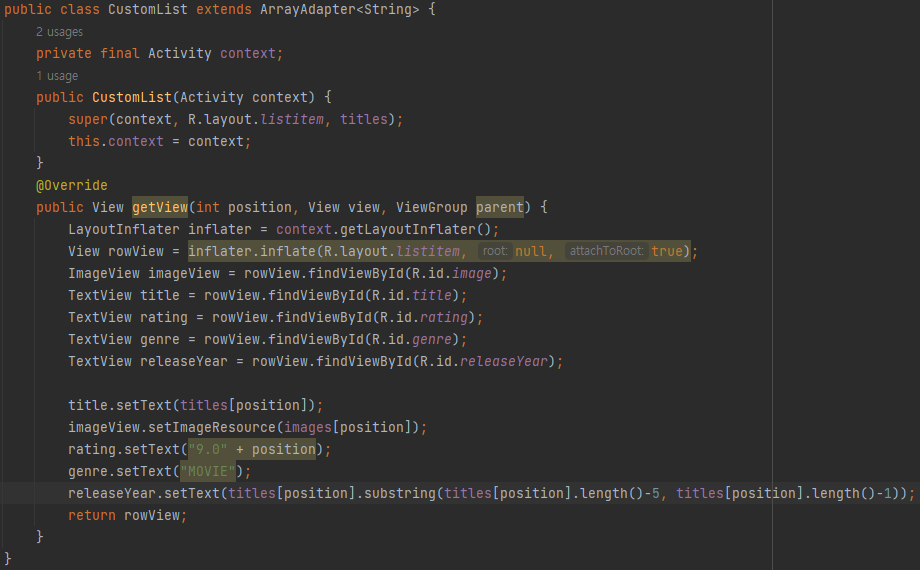 public class CustomList extends ArrayAdapter<String> {
2 usages
private final Activity context;
1 usage
public CustomList(Activity context) {
super(context, R.layout.listitem, titles);
this.context = context;
}
@Override
public View getView(int position, View view, ViewGroup parent) {
LayoutInflater inflater = context.getLayoutInflater();
View rowView = inflater.inflate(R.layout.listitem, root: null, attachToRoot: true);
ImageView imageView = rowView.findViewById(R.id.image);
TextView title = rowView.findViewById(R.id.title);
TextView rating = rowView.findViewById(R.id.rating);
TextView genre = rowView.findViewById(R.id.genre);
TextView releaseYear = rowView.findViewById(R.id.releaseYear);
title.setText(titles[position]);
imageView.setImageResource(images[position]);
rating.setText("9.0" + position);
genre.setText("MOVIE");
releaseYear.setText(titles[position].substring(titles[position].length()-5, titles[position].length()-1));
return rowView;
}
}